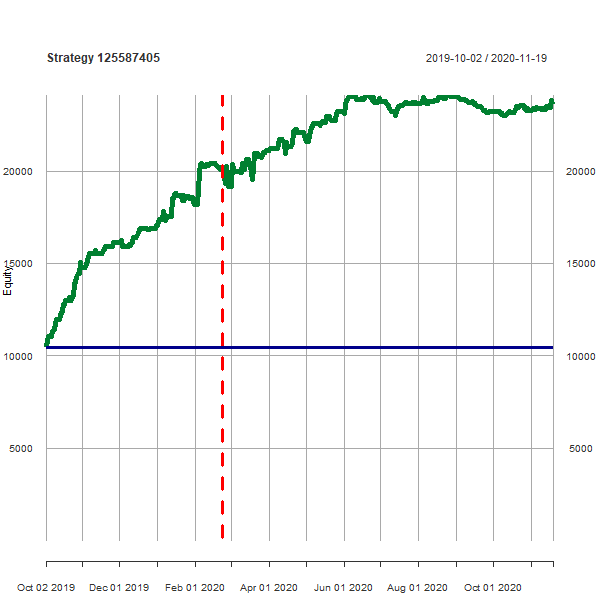 Strategy 125587405
2019-10-02 / 2020-11-19
20000
20000
15000
15000
Equity
10000
10000
5000
5000
Oct 02 2019
Dec 01 2019
Feb 01 2020
Apr 01 2020
Jun 01 2020
Aug 01 2020
Oct 01 2020